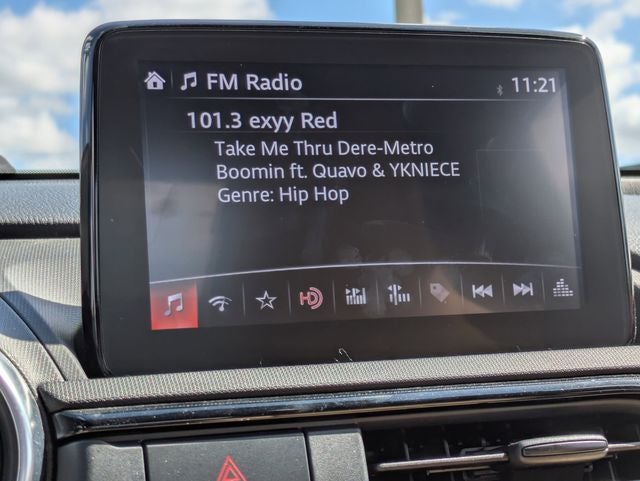 FM Radio
11:21
101.3 exyy Red
Take Me Thru Dere-Metro
Boomin ft. Quavo & YKNIECE
Genre: Hip Hop
HD